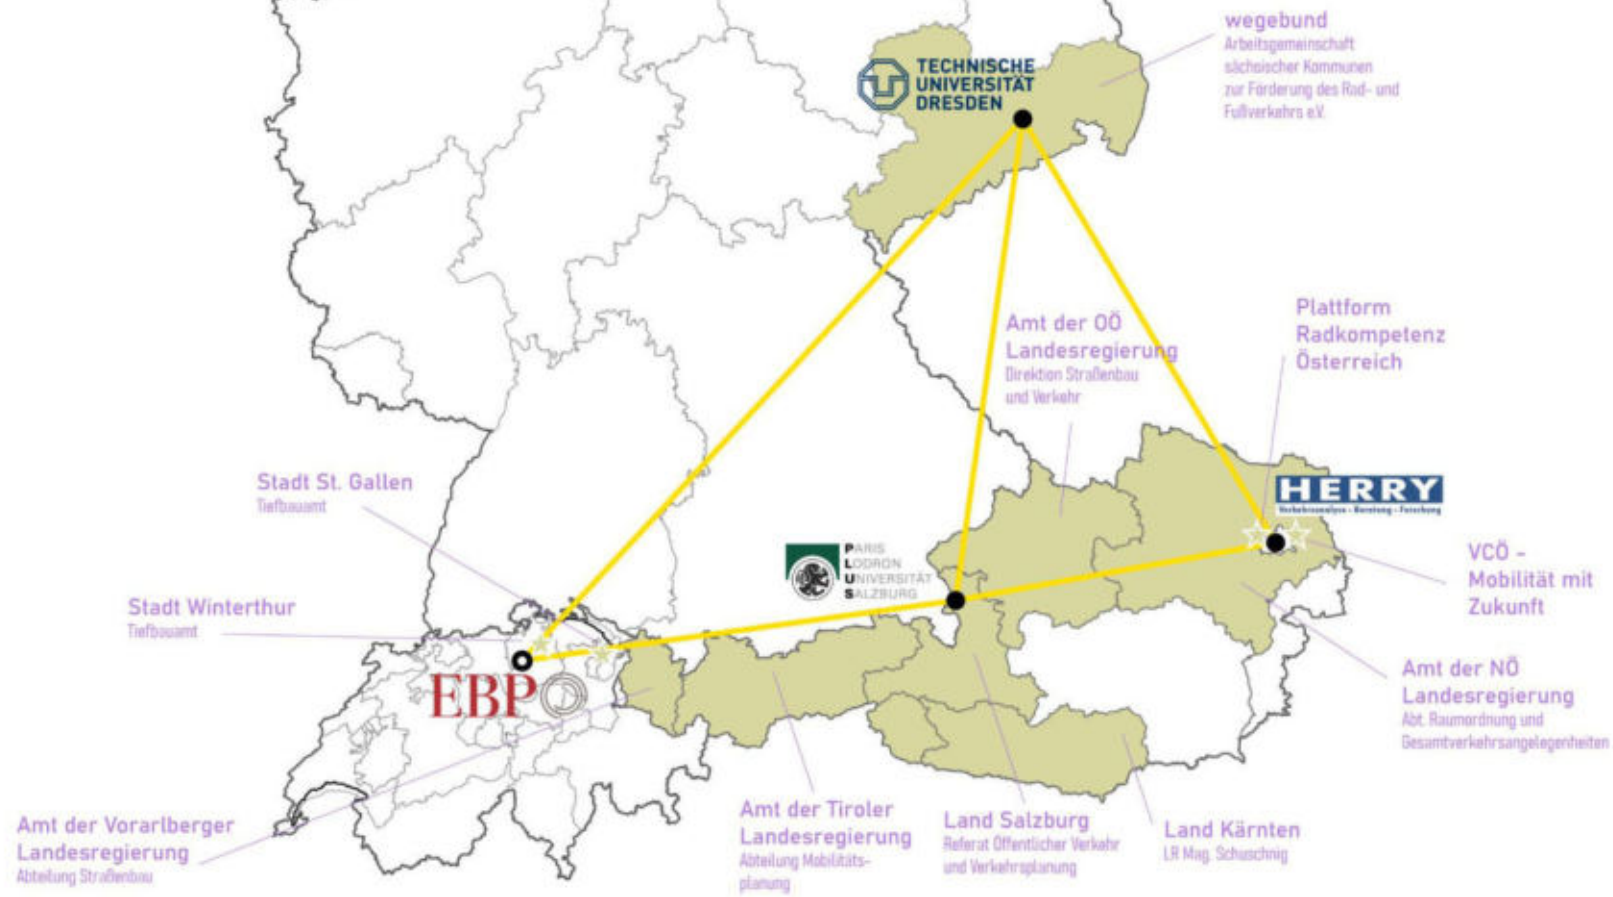 wegebund
Arbeitsgemeinschaft
sächsischer Kommunen
zur Förderung des Rad- und
Fußverkehrs e.V.
TECHNISCHE
UNIVERSITÄT
DRESDEN
Plattform
Radkompetenz
Österreich
Amt der OÖ
Landesregierung
Direktion Straßenbau
und Verkehr
Stadt St. Gallen
Tiefbauamt
HERRY
Verkehrsanalyse - Beratung - Forschung
PARIS
LODRON
UNIVERSITÄT
SALZBURG
VCÖ -
Mobilität mit
Zukunft
Stadt Winterthur
Tiefbauamt
EBP
Amt der NÖ
Landesregierung
Abt. Raumordnung und
Gesamtverkehrsangelegenheiten
Amt der Vorarlberger
Landesregierung
Abteilung Straßenbau
Amt der Tiroler
Landesregierung
Abteilung Mobilitäts-
planung
Land Salzburg
Referat Öffentlicher Verkehr
und Verkehrsplanung
Land Kärnten
LR Mag. Schuschnig